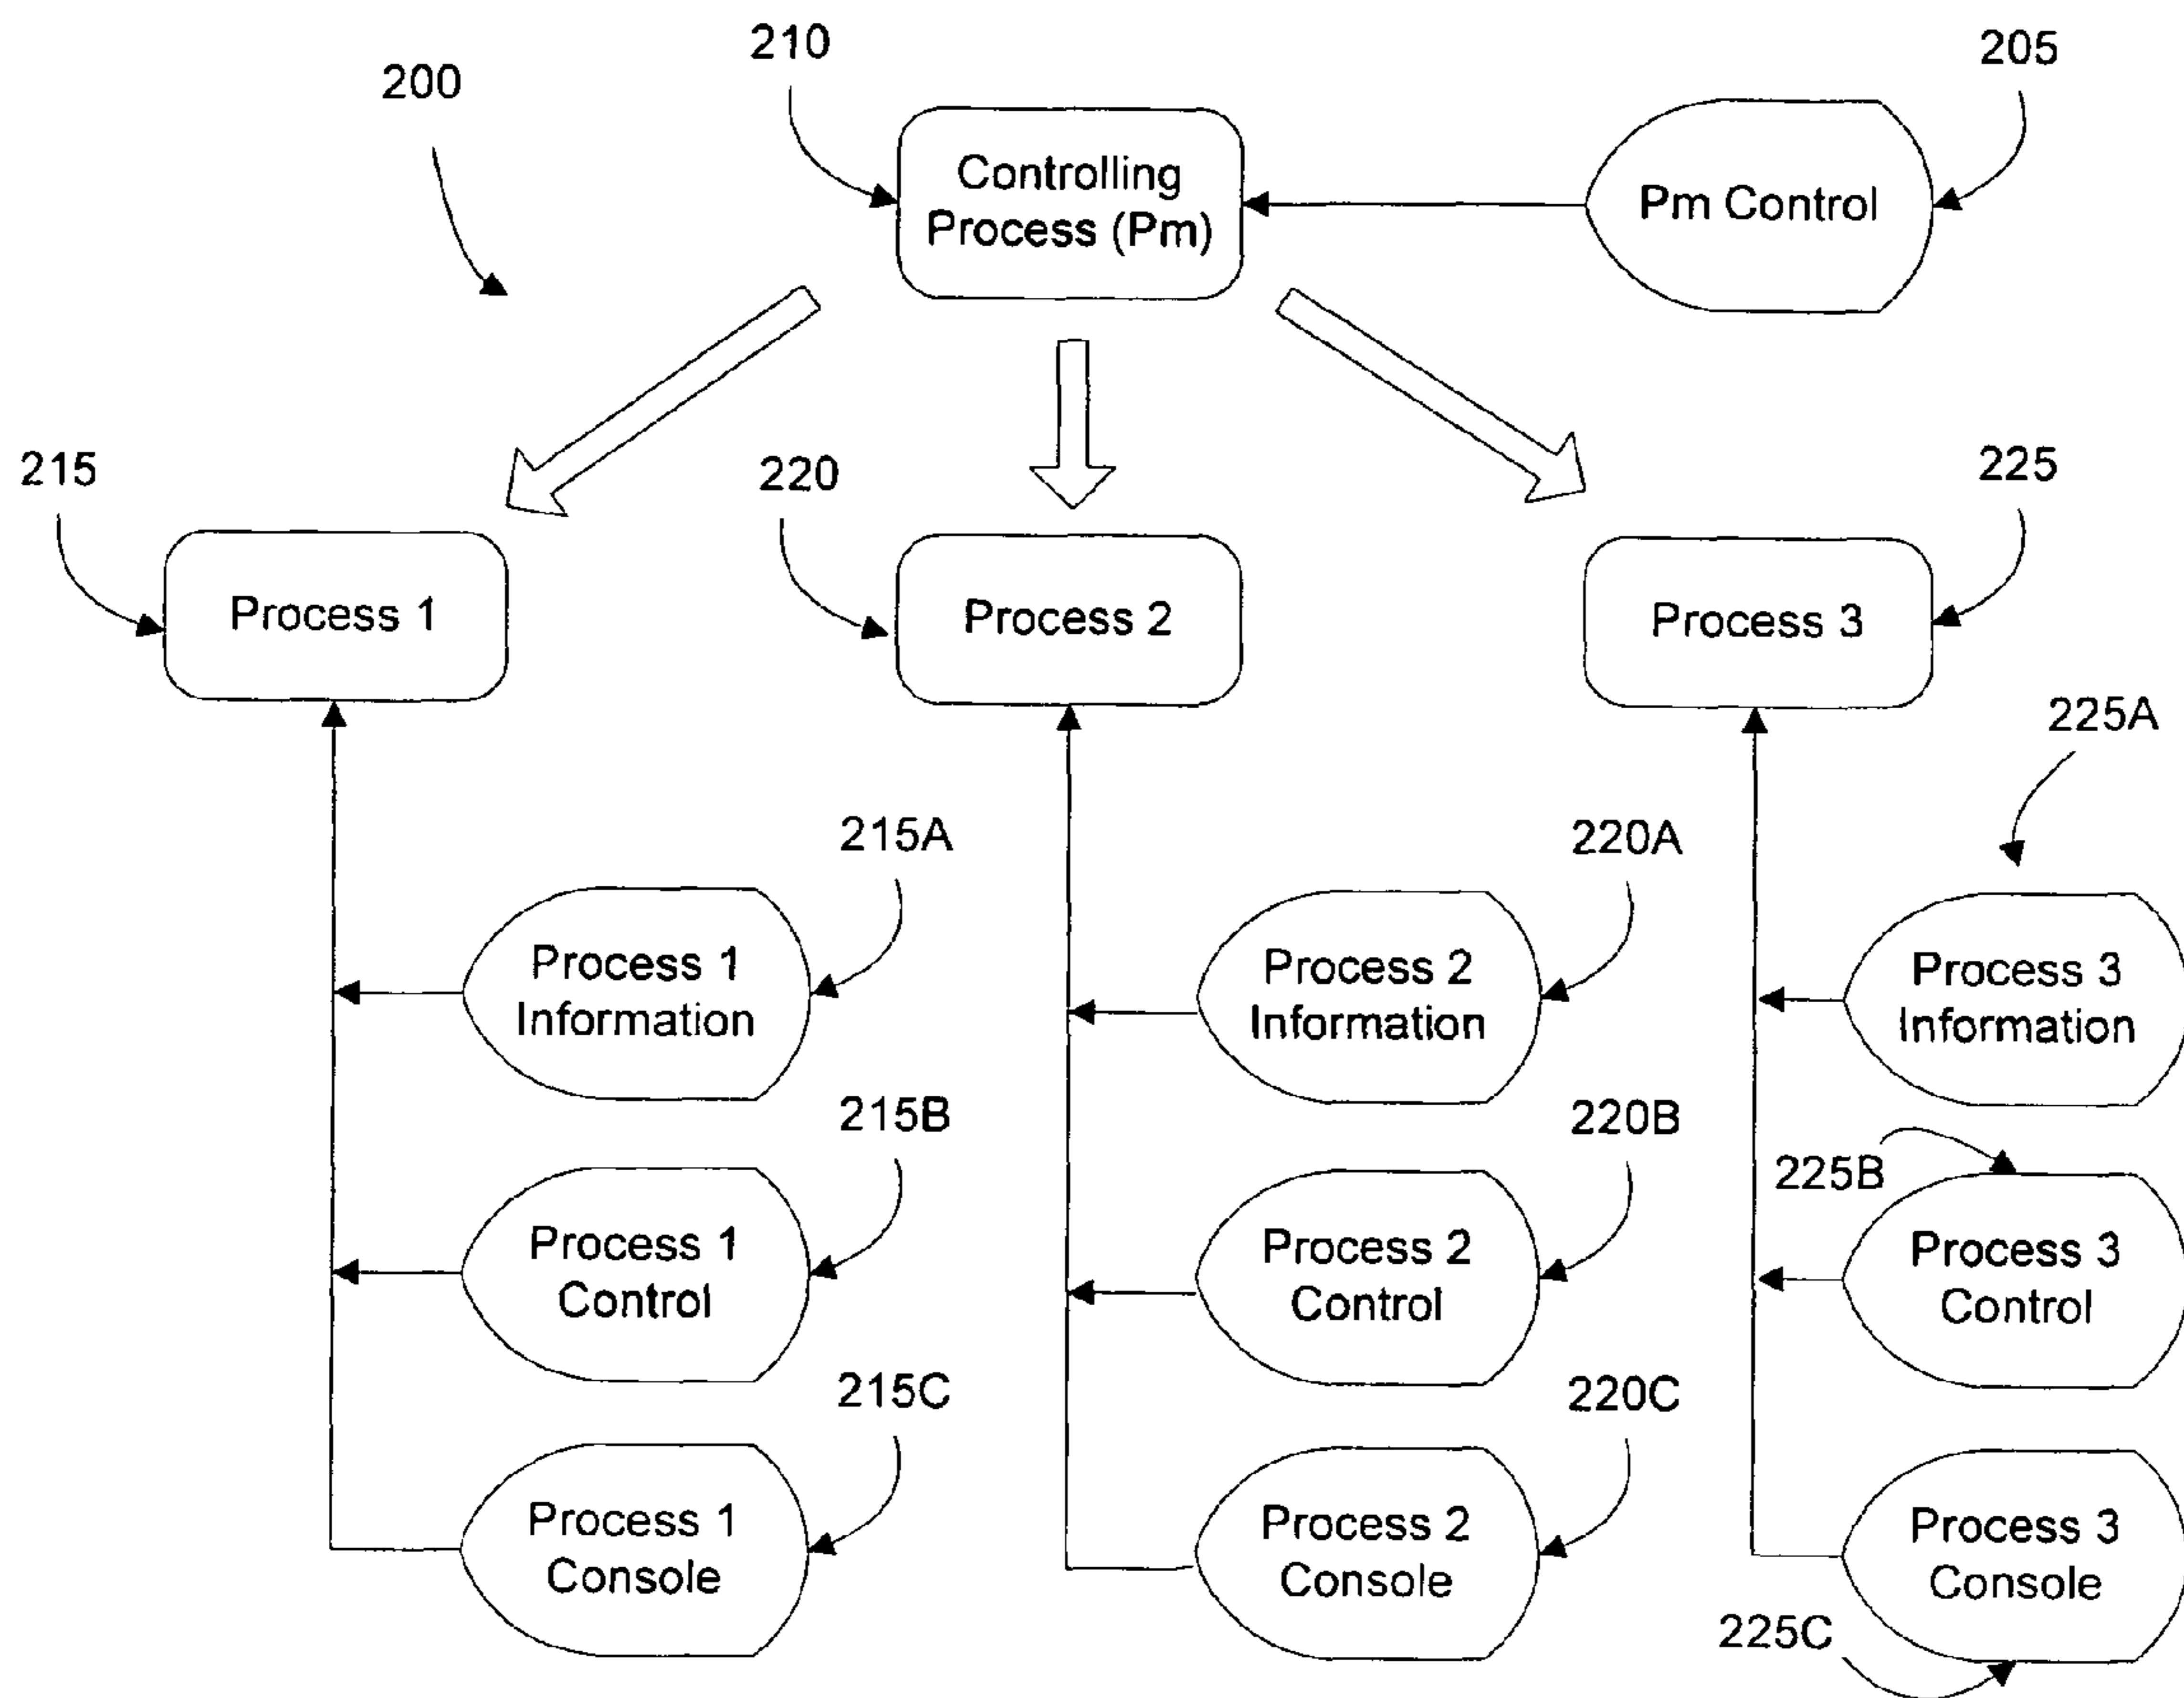 210
205
200
Controlling
Process (Pm)
Pm Control
215
220
225
Process 1
Process 2
Process 3
225A
215A
220A
Process 1
Information
Process 2
Information
Process 3
Information
215B
220B
225B
Process 1
Control
Process 2
Control
Process 3
Control
215C
220C
Process 1
Console
Process 2
Console
Process 3
Console
225C